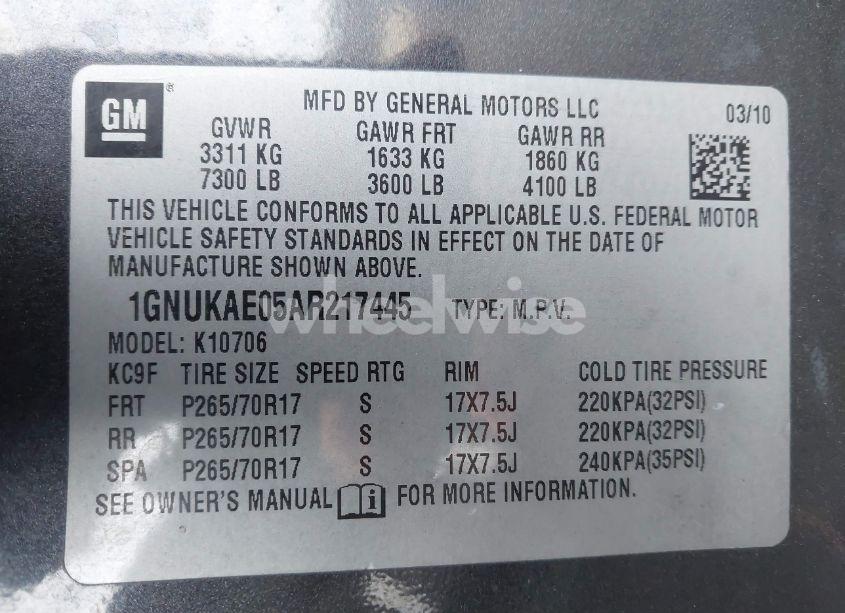 GM
MFD BY GENERAL MOTORS LLC 03/10
GVWR GAWR FRT GAWR RR
3311 KG 1633 KG 1860 KG
7300 LB 3600 LB 4100 LB
THIS VEHICLE CONFORMS TO ALL APPLICABLE U.S. FEDERAL MOTOR
VEHICLE SAFETY STANDARDS IN EFFECT ON THE DATE OF
MANUFACTURE SHOWN ABOVE.
1GNUKAE05AR217445 TYPE: M.P.V.
wheelwise
MODEL: K10706
KC9F TIRE SIZE SPEED RTG RIM COLD TIRE PRESSURE
FRT P265/70R17 S 17X7.5J 220KPA(32PSI)
RR P265/70R17 S 17X7.5J 220KPA(32PSI)
SPA P265/70R17 S 17X7.5J 240KPA(35PSI)
SEE OWNER'S MANUAL i FOR MORE INFORMATION.